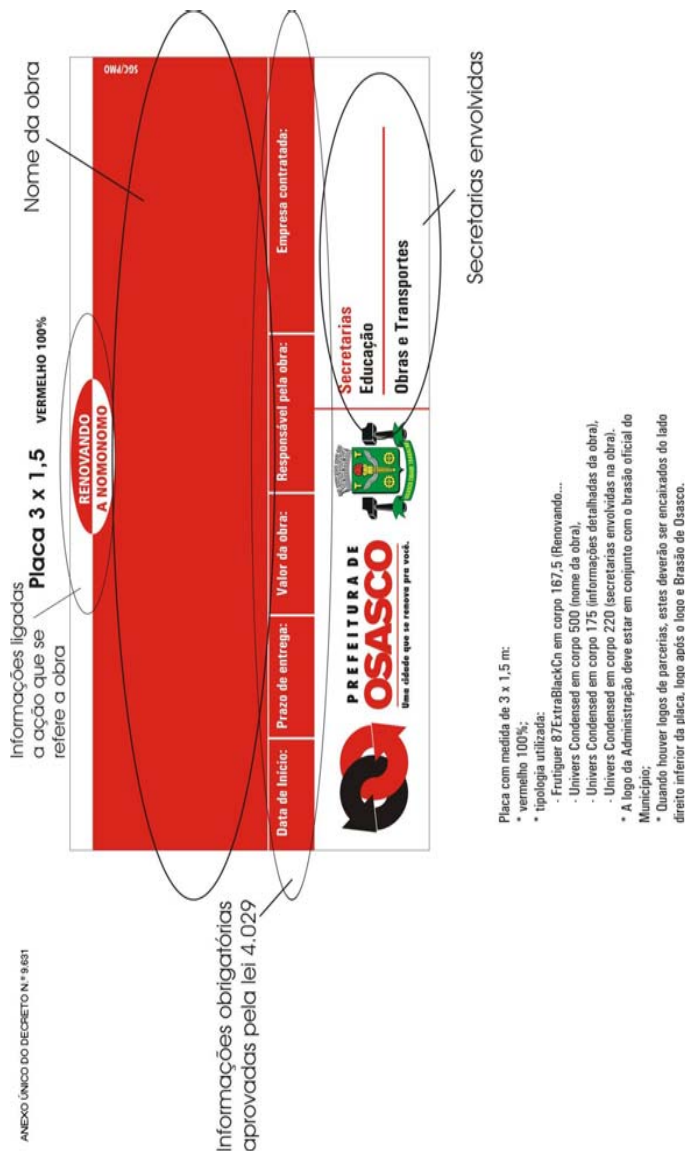 ANEXO ÚNICO DO DECRETO N.º 9.631
Informações ligadas
a ação que se
refere a obra
Placa 3 x 1,5
VERMELHO 100%
Nome da obra
RENOVANDO
A NOMONOMO
SGC/PMO
Informações obrigatórias
aprovadas pela lei 4.029
Data de Início:
Prazo de entrega:
Valor da obra:
Responsável pela obra:
Empresa contratada:
PREFEITURA DE
OSASCO
Uma cidade que se renova pra você.
Secretarias
Educação
Obras e Transportes
Secretarias envolvidas
Placa com medida de 3 x 1,5 m:
* vermelho 100%;
* tipologia utilizada:
- Frutiguer 87ExtraBlackCn em corpo 167,5 (Renovando...
- Univers Condensed em corpo 500 (nome da obra),
- Univers Condensed em corpo 175 (informações detalhadas da obra),
- Univers Condensed em corpo 220 (secretarias envolvidas na obra).
* A logo da Administração deve estar em conjunto com o brasão oficial do
Município;
* Quando houver logos de parcerias, estes deverão ser encaixados do lado
direito inferior da placa, logo após o logo e Brasão de Osasco.